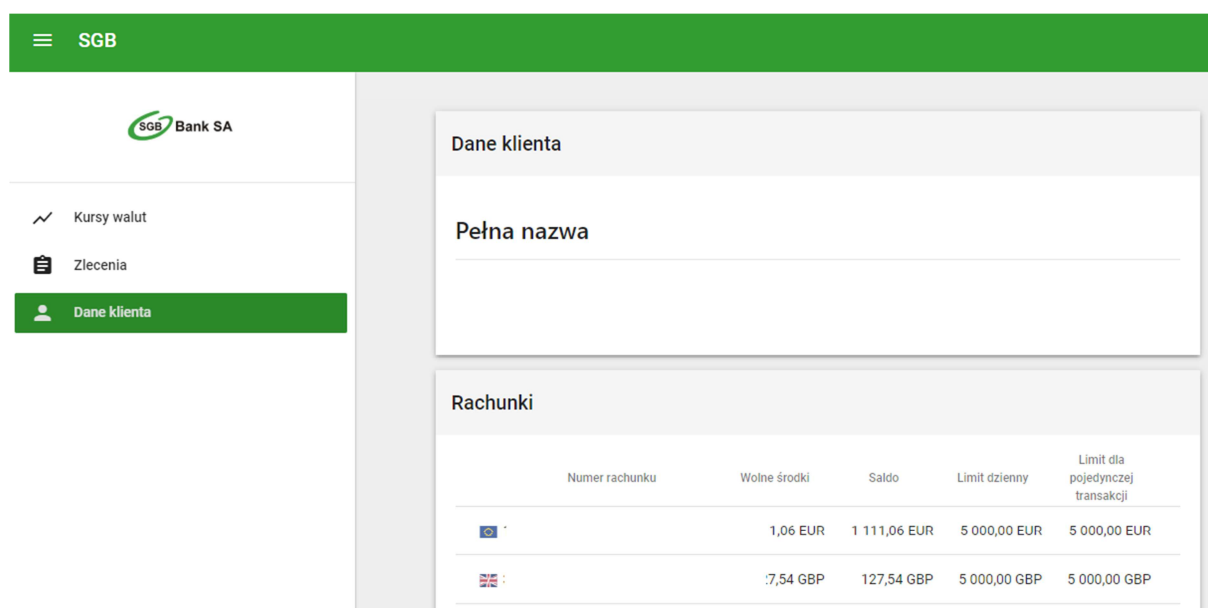 SGB
SGB Bank SA
Kursy walut
Zlecenia
Dane klienta
Dane klienta
Pełna nazwa
Rachunki
Numer rachunku Wolne środki Saldo Limit dzienny Limit dla
pojedynczej
transakcji
1,06 EUR 1 111,06 EUR 5 000,00 EUR 5 000,00 EUR
7,54 GBP 127,54 GBP 5 000,00 GBP 5 000,00 GBP